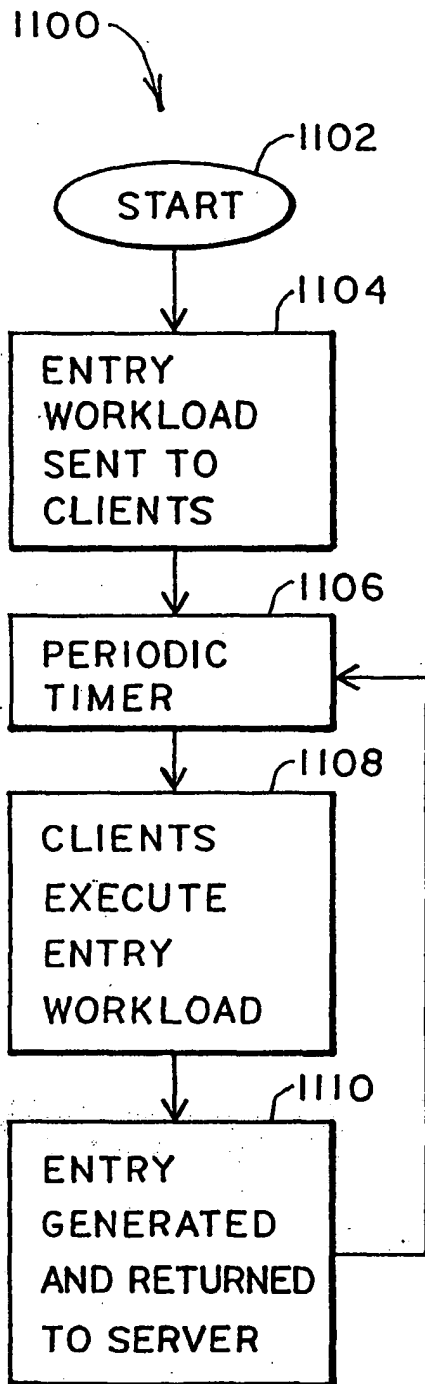 1100
1102
START
1104
ENTRY
WORKLOAD
SENT TO
CLIENTS
1106
PERIODIC
TIMER
1108
CLIENTS
EXECUTE
ENTRY
WORKLOAD
1110
ENTRY
GENERATED
AND RETURNED
TO SERVER